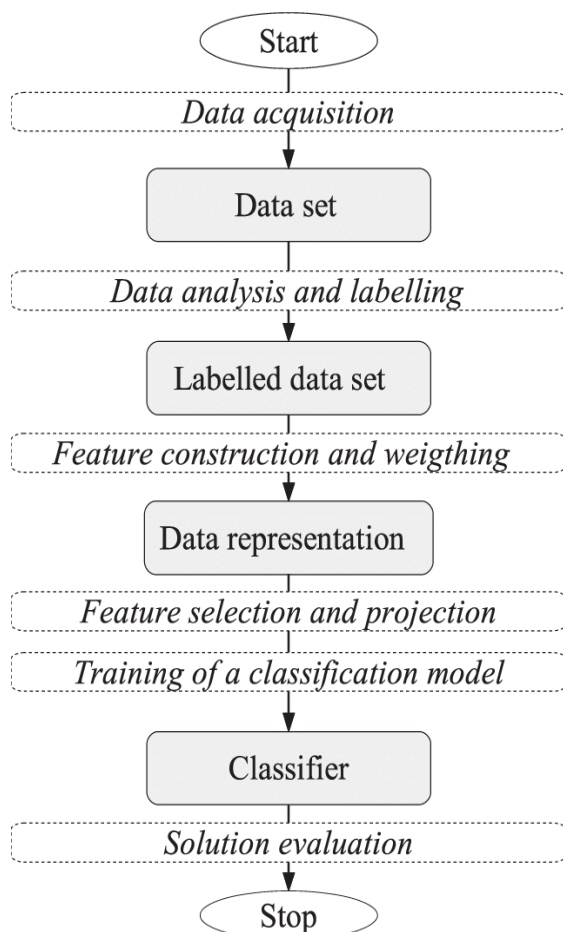 Start
Data acquisition
Data set
Data analysis and labelling
Labelled data set
Feature construction and weigthing
Data representation
Feature selection and projection
Training of a classification model
Classifier
Solution evaluation
Stop